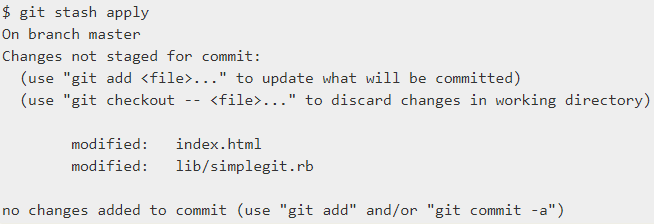 $ git stash apply
On branch master
Changes not staged for commit:
  (use "git add <file>..." to update what will be committed)
  (use "git checkout -- <file>..." to discard changes in working directory)

        modified:   index.html
        modified:   lib/simplegit.rb

no changes added to commit (use "git add" and/or "git commit -a")